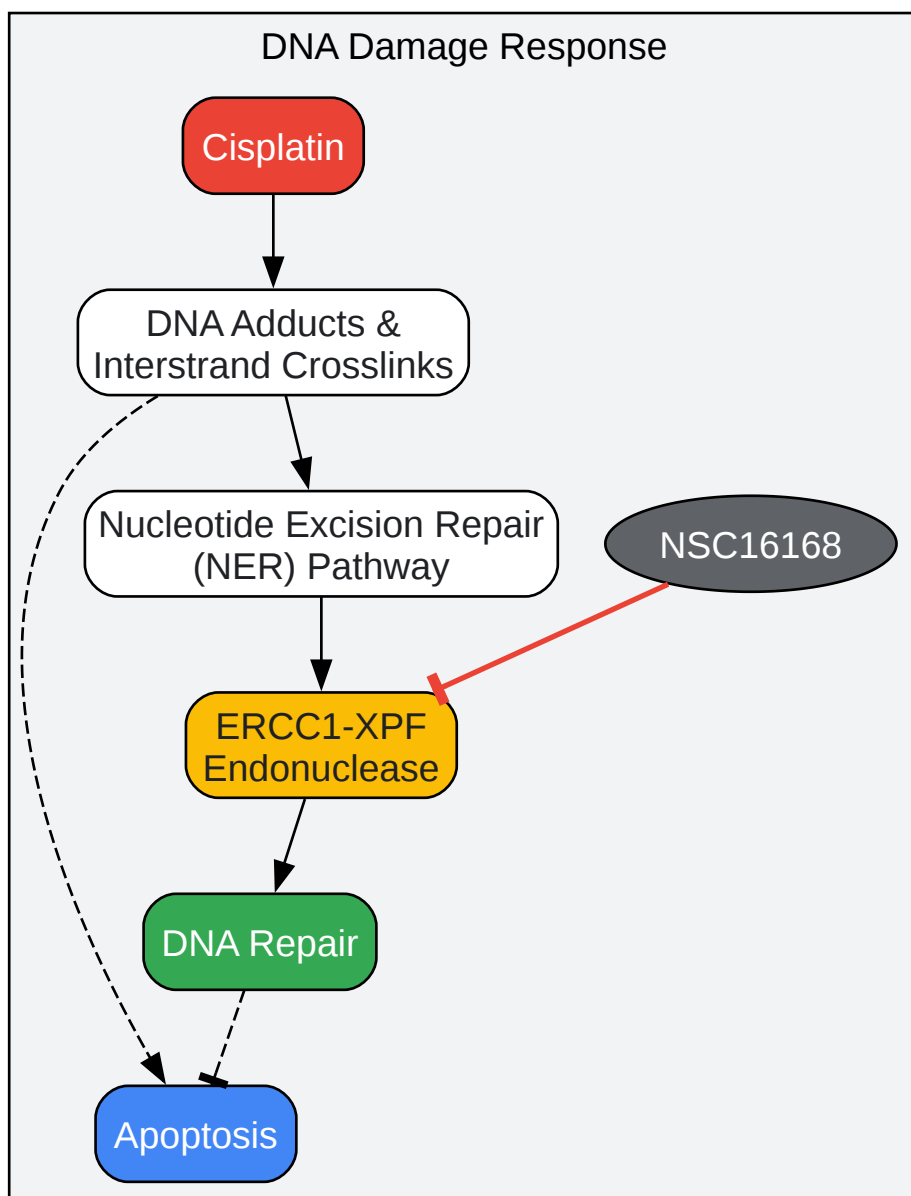 DNA Damage Response
Cisplatin
DNA Adducts &
Interstrand Crosslinks
Nucleotide Excision Repair
(NER) Pathway
NSC16168
ERCC1-XPF
Endonuclease
DNA Repair
Apoptosis